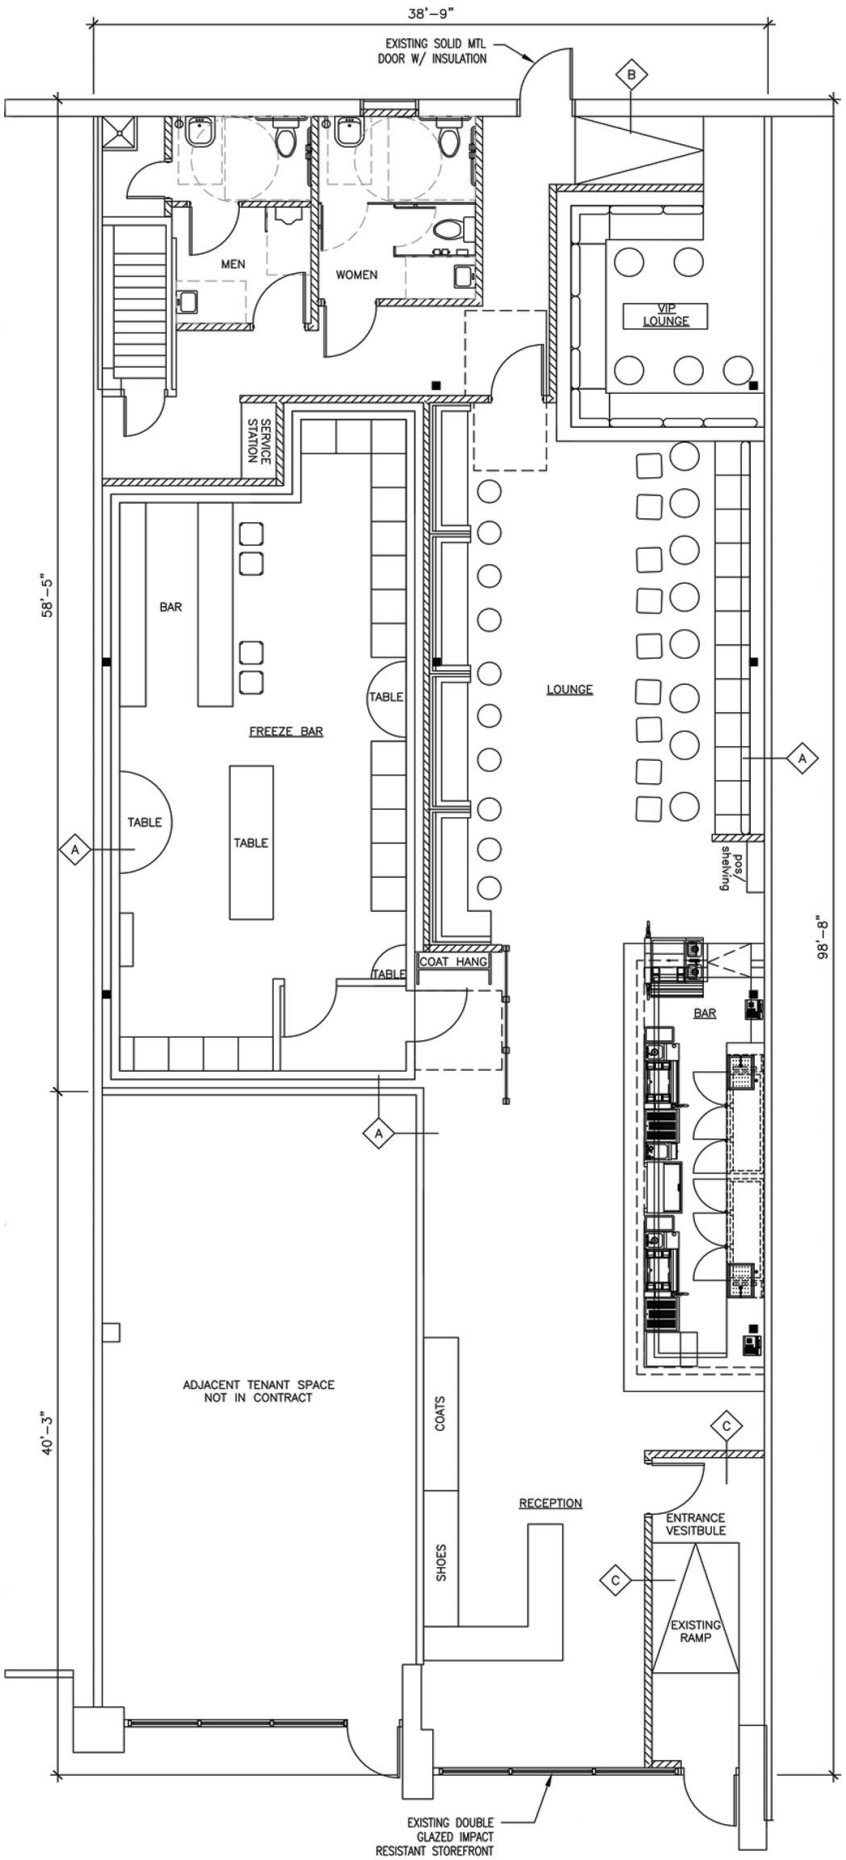 38'-9"
EXISTING SOLID MTL
DOOR W/ INSULATION
B
MEN
WOMEN
VIP
LOUNGE
SERVICE
STATION
58'-5"
BAR
TABLE
LOUNGE
FREEZE BAR
A
TABLE
TABLE
A
pos/
shelving
98'-8"
COAT HANG
TABLE
BAR
A
ADJACENT TENANT SPACE
NOT IN CONTRACT
COATS
40'-3"
C
RECEPTION
ENTRANCE
VESITBULE
SHOES
C
EXISTING
RAMP
EXISTING DOUBLE
GLAZED IMPACT
RESISTANT STOREFRONT